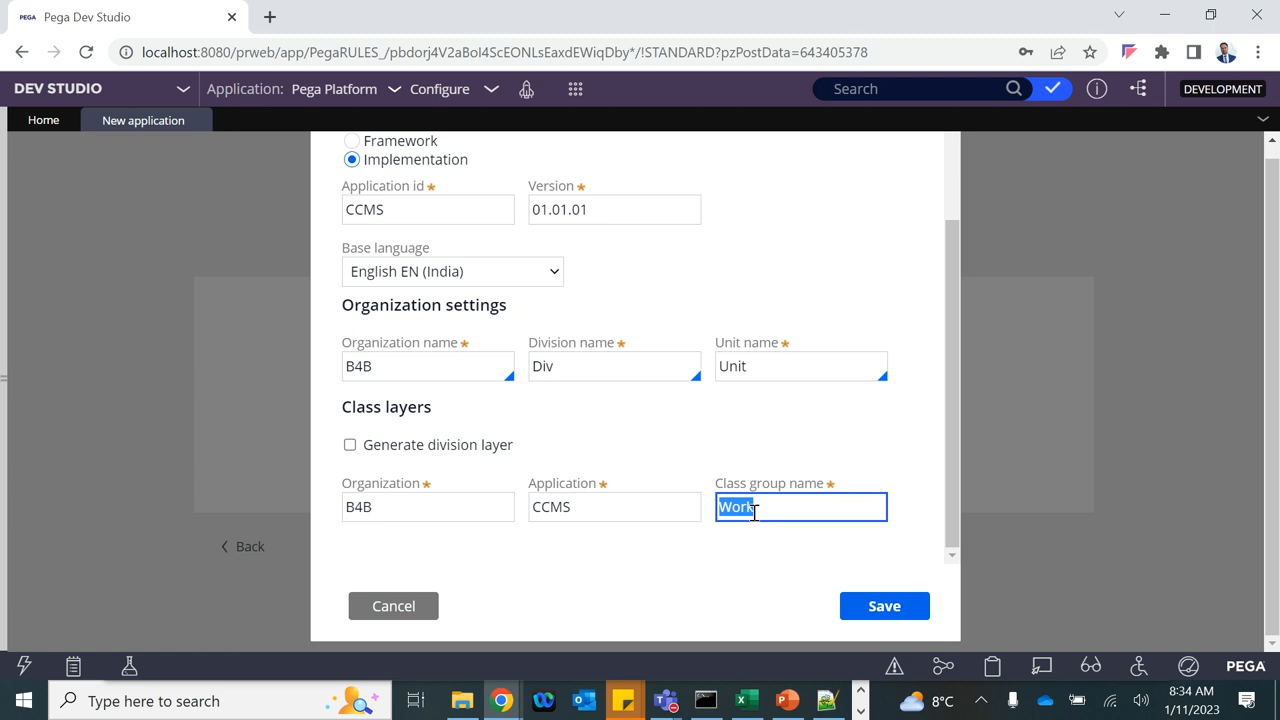 PEGA Pega Dev Studio
localhost:8080/prweb/app/PegaRULES_/pbdorj4V2aBoI4ScEONLsEaxdEWiqDby*/!STANDARD?pzPostData=643405378
DEV STUDIO Application: Pega Platform Configure Search DEVELOPMENT
Home New application
Framework
Implementation
Application id * Version *
CCMS 01.01.01
Base language
English EN (India)
Organization settings
Organization name * Division name * Unit name *
B4B Div Unit
Class layers
Generate division layer
Organization * Application * Class group name *
B4B CCMS Work
Back
Cancel Save
PEGA
Type here to search 8°C 8:34 AM
1/11/2023